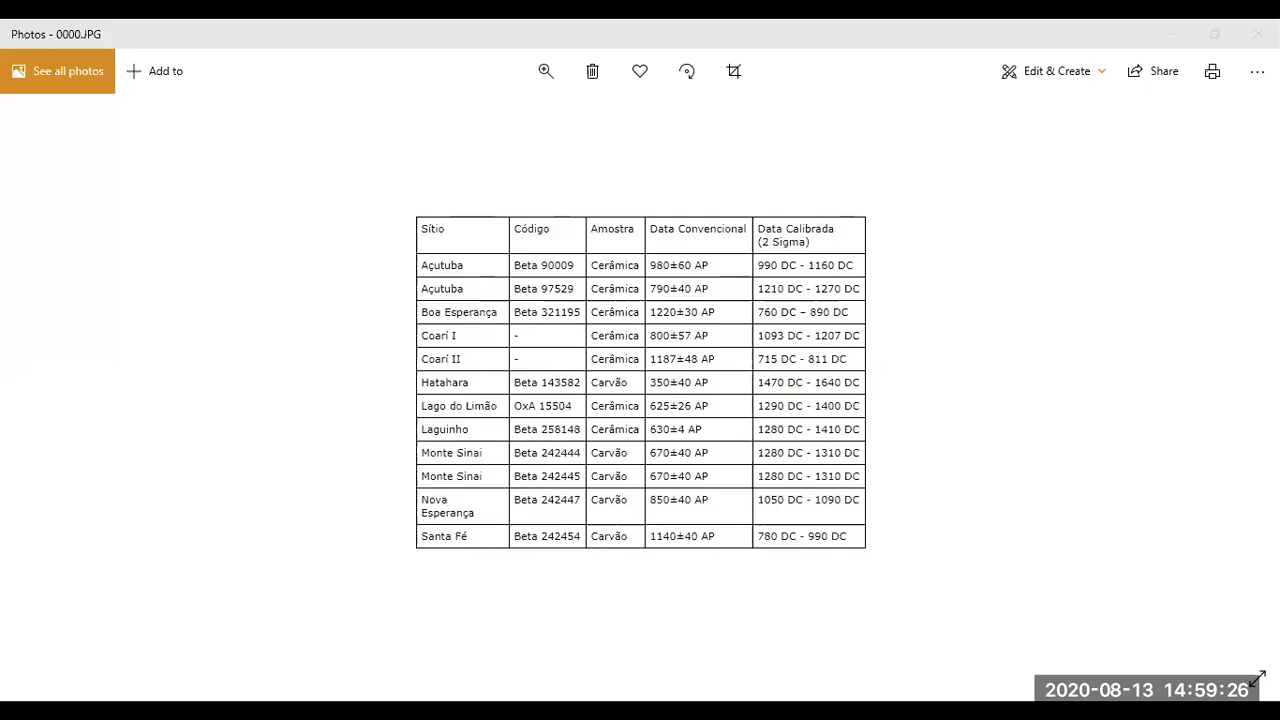 Photos - 0000.JPG
See all photos
Add to
Edit & Create
Share
Sítio Código Amostra Data Convencional Data Calibrada
(2 Sigma)
Açutuba Beta 90009 Cerâmica 980±60 AP 990 DC - 1160 DC
Açutuba Beta 97529 Cerâmica 790±40 AP 1210 DC - 1270 DC
Boa Esperança Beta 321195 Cerâmica 1220±30 AP 760 DC – 890 DC
Coarí I - Cerâmica 800±57 AP 1093 DC - 1207 DC
Coarí II - Cerâmica 1187±48 AP 715 DC - 811 DC
Hatahara Beta 143582 Carvão 350±40 AP 1470 DC - 1640 DC
Lago do Limão OxA 15504 Cerâmica 625±26 AP 1290 DC - 1400 DC
Laguinho Beta 258148 Cerâmica 630±4 AP 1280 DC - 1410 DC
Monte Sinai Beta 242444 Carvão 670±40 AP 1280 DC - 1310 DC
Monte Sinai Beta 242445 Carvão 670±40 AP 1280 DC - 1310 DC
Nova Beta 242447 Carvão 850±40 AP 1050 DC - 1090 DC
Esperança
Santa Fé Beta 242454 Carvão 1140±40 AP 780 DC - 990 DC
2020-08-13 14:59:26